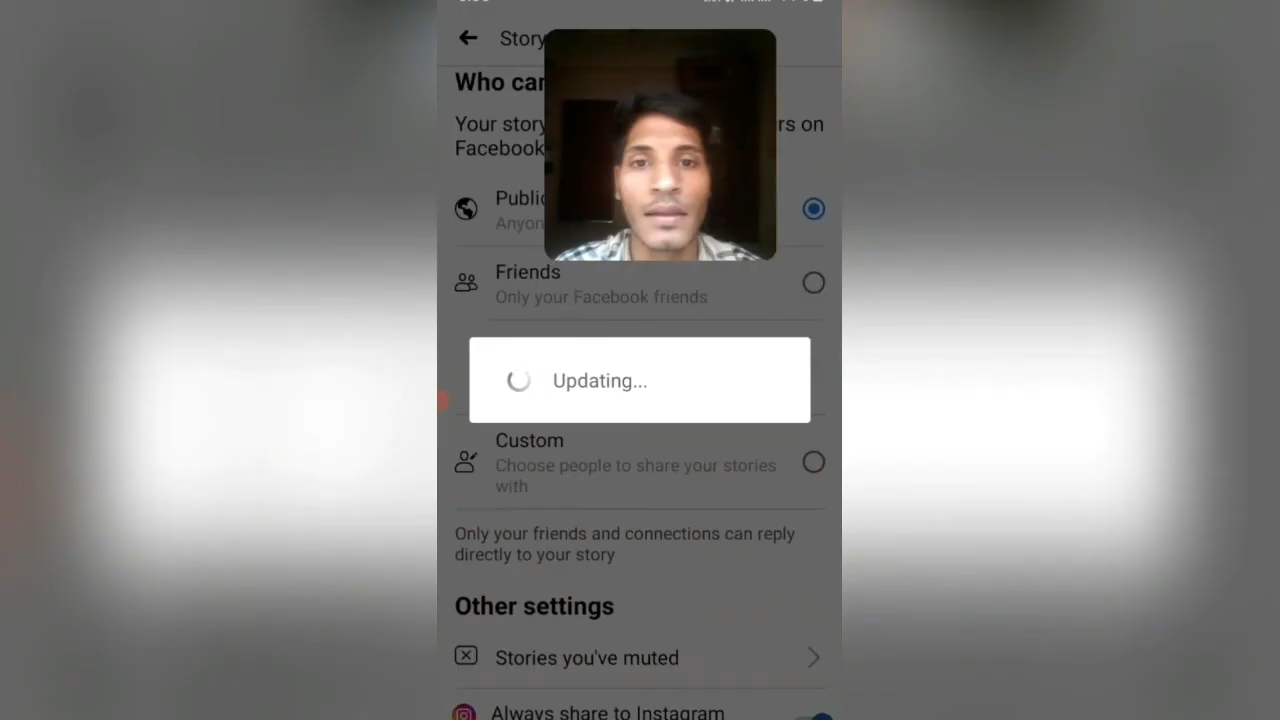 Story
Who can
Your story rs on
Facebook
Public
Anyon
Friends
Only your Facebook friends
Updating...
Custom
Choose people to share your stories
with
Only your friends and connections can reply
directly to your story
Other settings
Stories you've muted
Always share to Instagram